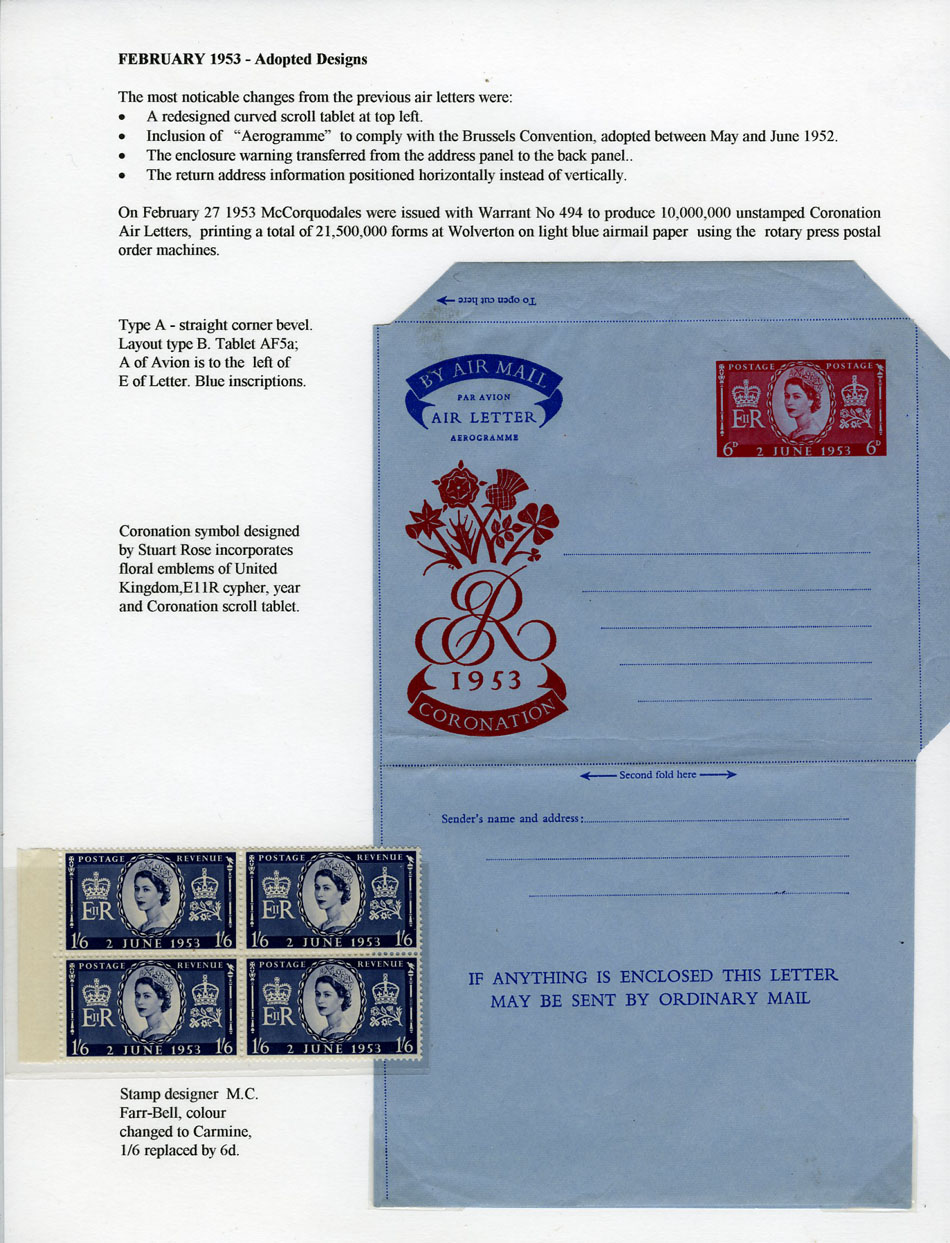 FEBRUARY 1953 - Adopted Designs
The most noticable changes from the previous air letters were:
• A redesigned curved scroll tablet at top left.
• Inclusion of “Aerogramme” to comply with the Brussels Convention, adopted between May and June 1952.
• The enclosure warning transferred from the address panel to the back panel..
• The return address information positioned horizontally instead of vertically.
On February 27 1953 McCorquodales were issued with Warrant No 494 to produce 10,000,000 unstamped Coronation
Air Letters, printing a total of 21,500,000 forms at Wolverton on light blue airmail paper using the rotary press postal
order machines.
To open cut here
Type A - straight corner bevel.
Layout type B. Tablet AF5a;
A of Avion is to the left of
E of Letter. Blue inscriptions.
BY AIR MAIL
PAR AVION
AIR LETTER
AEROGRAMME
POSTAGE POSTAGE
EIIR
6D 2 JUNE 1953 6D
Coronation symbol designed
by Stuart Rose incorporates
floral emblems of United
Kingdom,E11R cypher, year
and Coronation scroll tablet.
ER
1953
CORONATION
Second fold here
Sender's name and address:
POSTAGE REVENUE
EIIR
1/6 2 JUNE 1953 1/6
POSTAGE REVENUE
EIIR
1/6 2 JUNE 1953 1/6
POSTAGE REVENUE
EIIR
1/6 2 JUNE 1953 1/6
POSTAGE REVENUE
EIIR
1/6 2 JUNE 1953 1/6
IF ANYTHING IS ENCLOSED THIS LETTER
MAY BE SENT BY ORDINARY MAIL
Stamp designer M.C.
Farr-Bell, colour
changed to Carmine,
1/6 replaced by 6d.